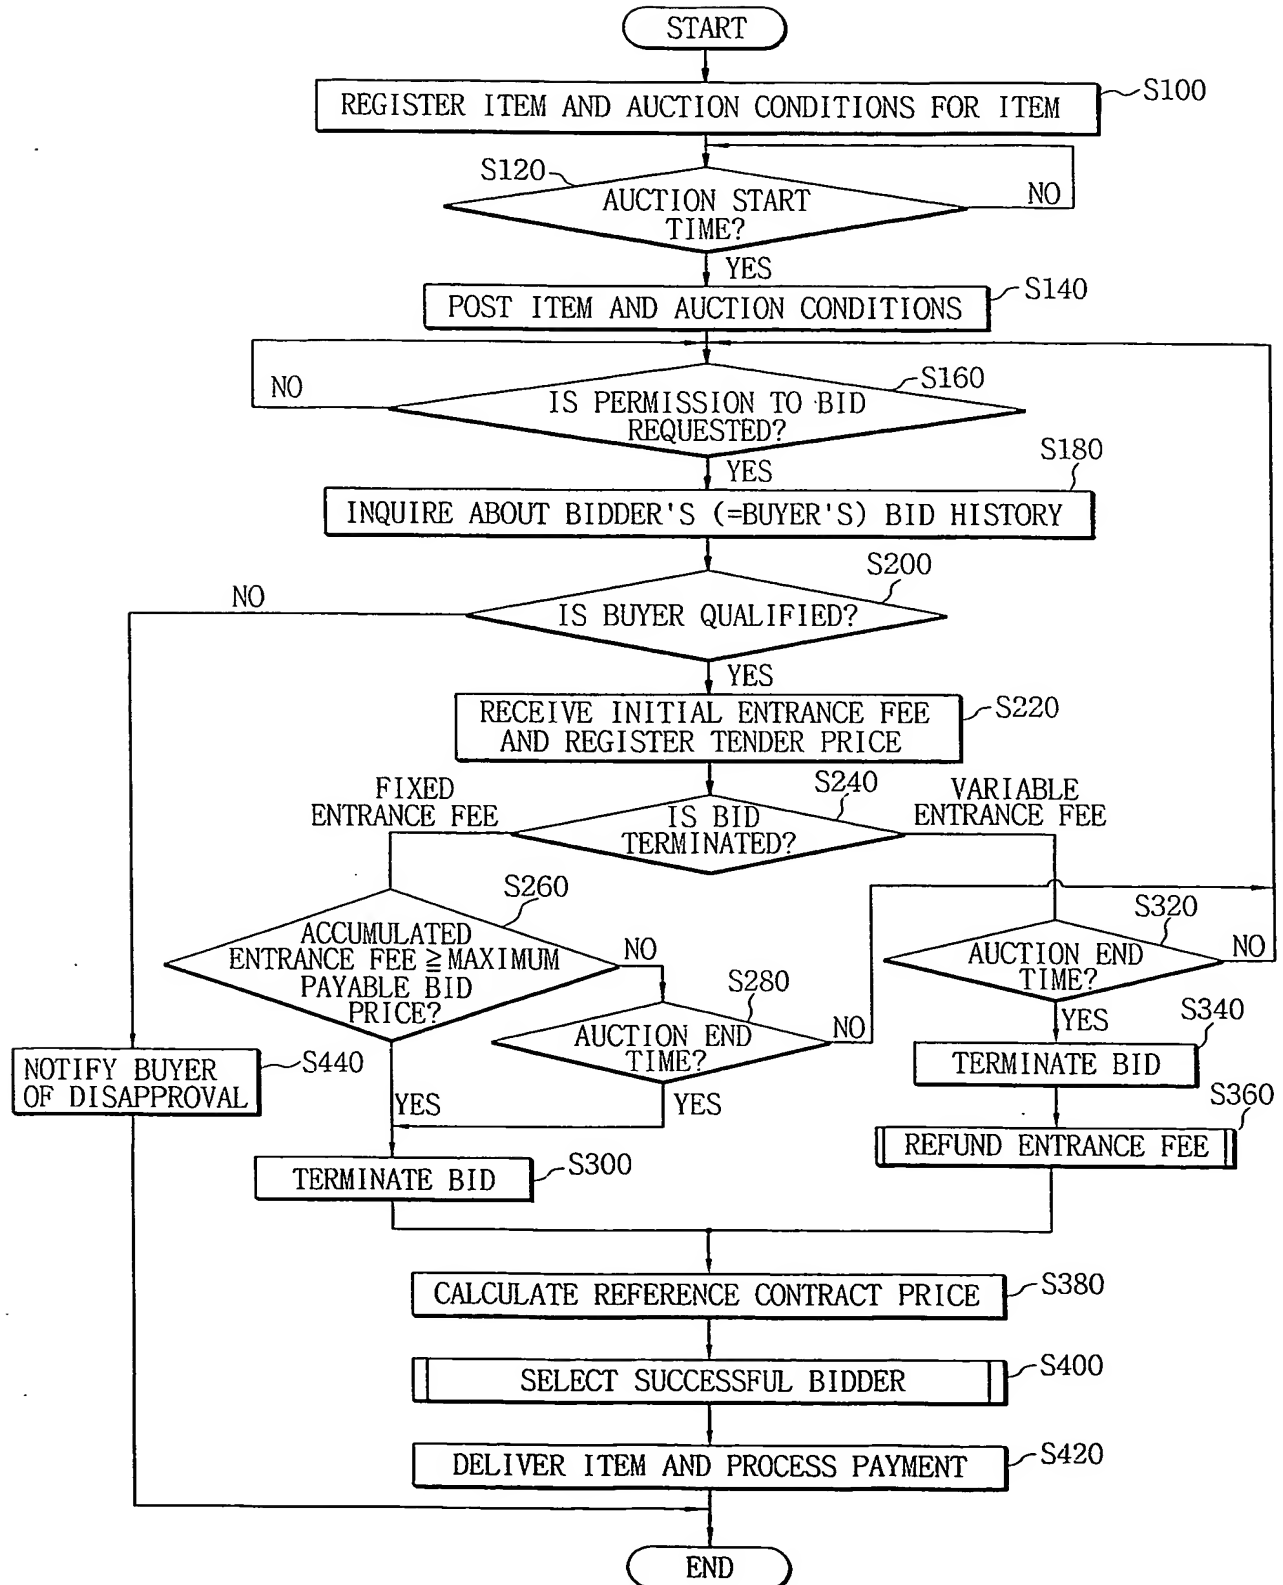 START
REGISTER ITEM AND AUCTION CONDITIONS FOR ITEM
S100
S120
AUCTION START
TIME?
NO
YES
POST ITEM AND AUCTION CONDITIONS
S140
NO
S160
IS PERMISSION TO BID
REQUESTED?
YES
S180
INQUIRE ABOUT BIDDER'S (=BUYER'S) BID HISTORY
S200
NO
IS BUYER QUALIFIED?
YES
RECEIVE INITIAL ENTRANCE FEE
AND REGISTER TENDER PRICE
S220
FIXED
ENTRANCE FEE
S240
IS BID
TERMINATED?
VARIABLE
ENTRANCE FEE
S260
ACCUMULATED
ENTRANCE FEE≧MAXIMUM
PAYABLE BID
PRICE?
NO
S280
AUCTION END
TIME?
NO
S320
AUCTION END
TIME?
NO
YES
S340
TERMINATE BID
NOTIFY BUYER
OF DISAPPROVAL
S440
YES
YES
S360
REFUND ENTRANCE FEE
TERMINATE BID
S300
CALCULATE REFERENCE CONTRACT PRICE
S380
SELECT SUCCESSFUL BIDDER
S400
DELIVER ITEM AND PROCESS PAYMENT
S420
END